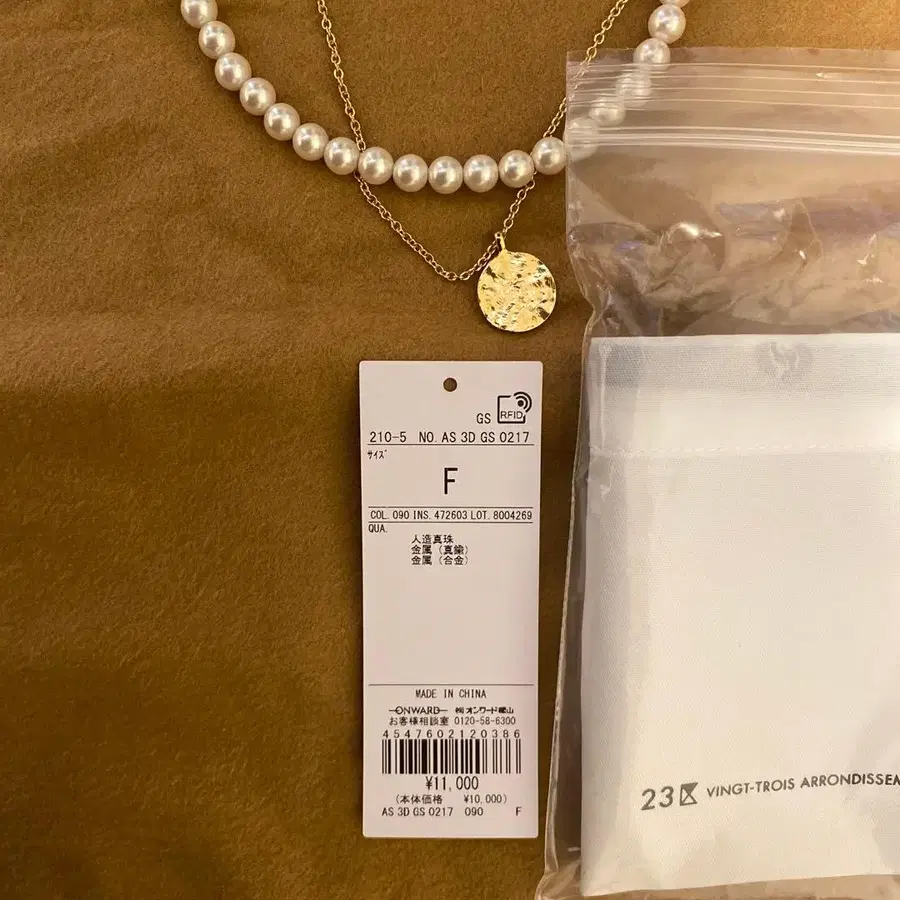 GS RFID
210-5 NO. AS 3D GS 0217
サイズ
F
COL. 090 INS. 472603 LOT. 8004269
QUA.
人造真珠
金属(真鍮)
金属(合金)
MADE IN CHINA
ONWARD ㈱オンワード樫山
お客様相談室 0120-58-6300
4547602120386
¥11,000
(本体価格 ¥10,000)
AS 3D GS 0217 090 F
23 VINGT-TROIS ARRONDISSEM